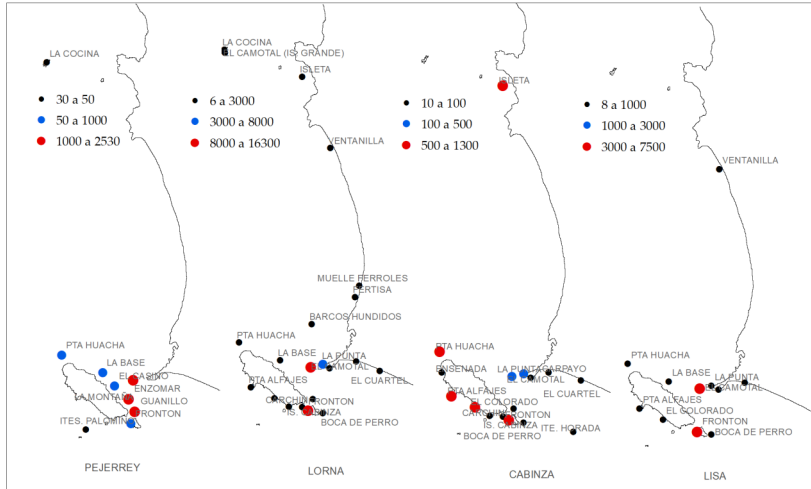 LA COCINA
30 a 50
50 a 1000
1000 a 2530
PTA HUACHA
LA BASE
EL CASINO
ENZOMAR
LA MONTAÑA
GUANILLO
FRONTON
ITES. PALOMINO
PEJERREY
LA COCINA
EL CAMOTAL (IS. GRANDE)
ISLETA
6 a 3000
3000 a 8000
8000 a 16300
VENTANILLA
MUELLE FERROLES
PERTISA
BARCOS HUNDIDOS
PTA HUACHA
LA BASE
LA PUNTA
EL CAMOTAL
EL CUARTEL
PTA ALFAJES
CARCHIN
FRONTON
IS. CABINZA
BOCA DE PERRO
LORNA
ISLETA
10 a 100
100 a 500
500 a 1300
PTA HUACHA
ENSENADA
LA PUNTA
CARPAYO
EL CAMOTAL
EL CUARTEL
PTA ALFAJES
EL COLORADO
CARCHIN
FRONTON
IS. CABINZA
BOCA DE PERRO
ITE. HORADA
CABINZA
8 a 1000
1000 a 3000
3000 a 7500
VENTANILLA
PTA HUACHA
LA BASE
LA PUNTA
EL CAMOTAL
PTA ALFAJES
EL COLORADO
FRONTON
BOCA DE PERRO
LISA